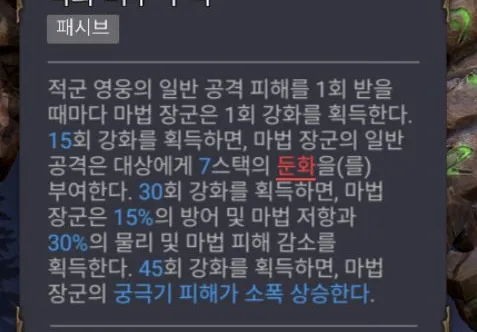 패시브
적군 영웅의 일반 공격 피해를 1회 받을
때마다 마법 장군은 1회 강화를 획득한다.
15회 강화를 획득하면, 마법 장군의 일반
공격은 대상에게 7스택의 둔화을(를)
부여한다. 30회 강화를 획득하면, 마법
장군은 15%의 방어 및 마법 저항과
30%의 물리 및 마법 피해 감소를
획득한다. 45회 강화를 획득하면, 마법
장군의 궁극기 피해가 소폭 상승한다.